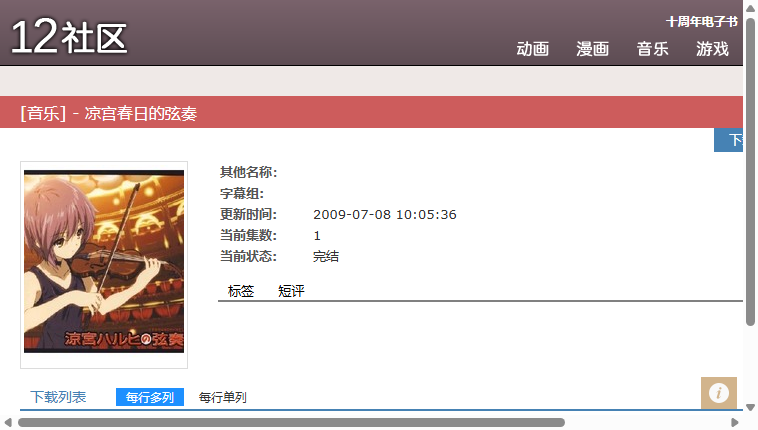 12社区
十周年电子书
动画 漫画 音乐 游戏
[音乐] - 凉宫春日的弦奏
其他名称:
字幕组:
更新时间: 2009-07-08 10:05:36
当前集数: 1
当前状态: 完结
标签 短评
涼宮ハルヒの弦奏
下载列表 每行多列 每行单列